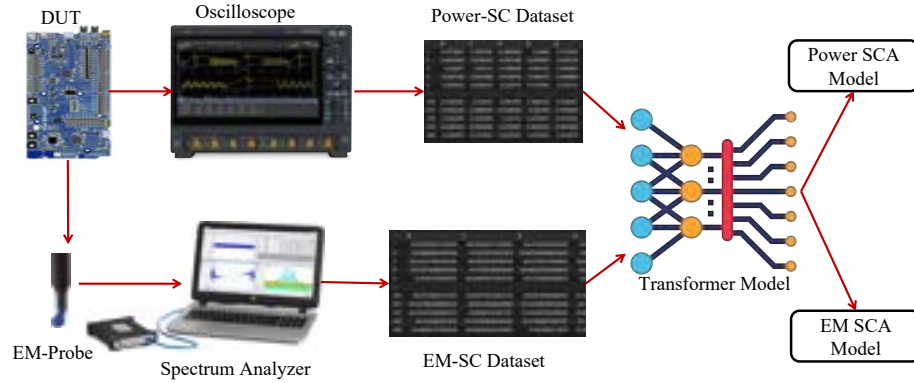 DUT
Oscilloscope
Power-SC Dataset
Power SCA
Model
Transformer Model
EM SCA
Model
EM-Probe
Spectrum Analyzer
EM-SC Dataset